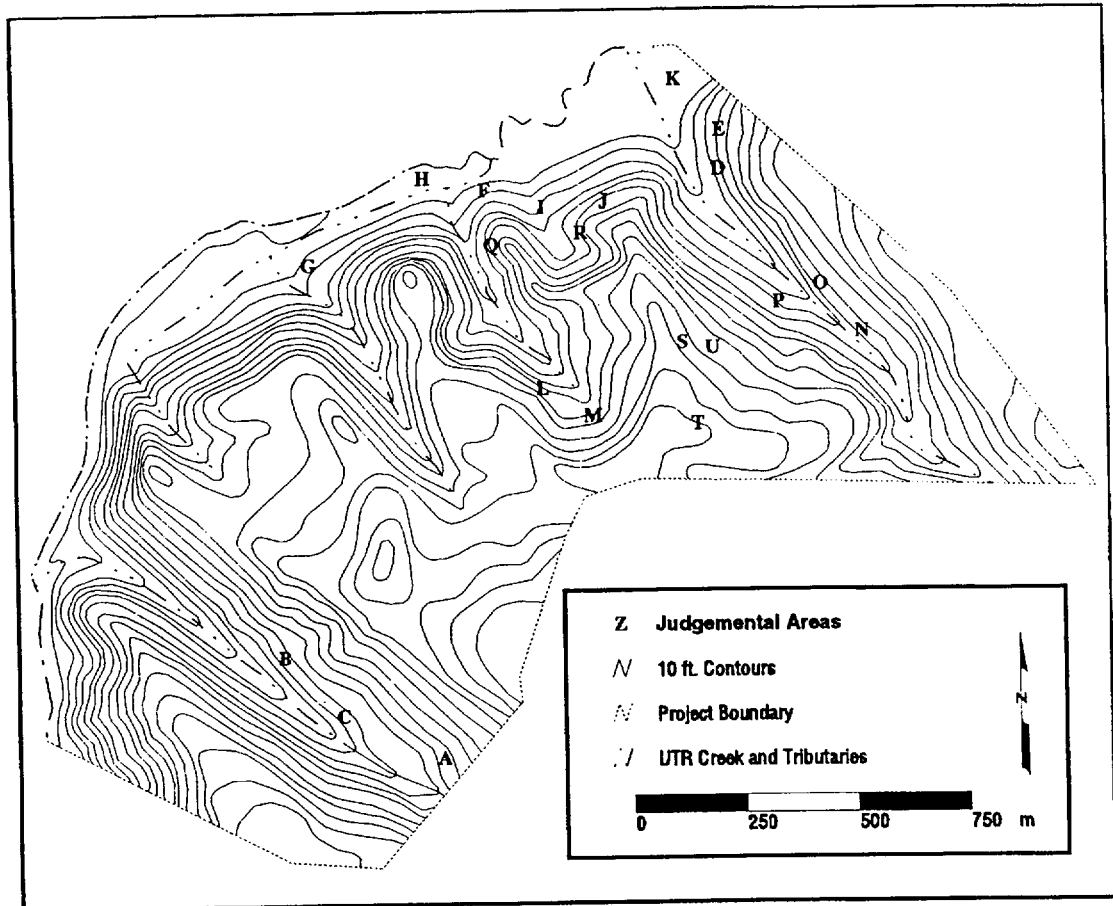 K
E
D
H
F
I
J
R
Q
G
O
P
N
S
U
L
M
T
B
C
A
Z Judgemental Areas
10 ft. Contours
Project Boundary
UTR Creek and Tributaries
N
0 250 500 750 m